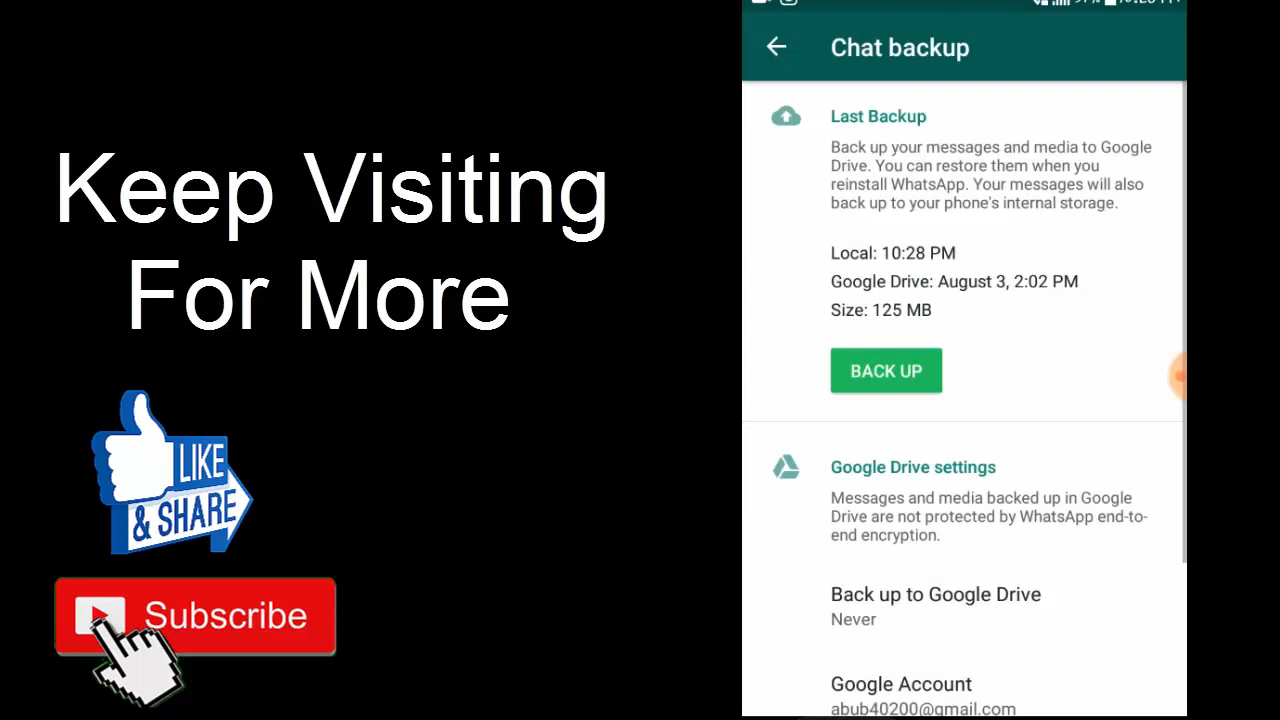 Keep Visiting
For More
LIKE
& SHARE
Subscribe
Chat backup
Last Backup
Back up your messages and media to Google
Drive. You can restore them when you
reinstall WhatsApp. Your messages will also
back up to your phone's internal storage.
Local: 10:28 PM
Google Drive: August 3, 2:02 PM
Size: 125 MB
BACK UP
Google Drive settings
Messages and media backed up in Google
Drive are not protected by WhatsApp end-to-
end encryption.
Back up to Google Drive
Never
Google Account
abub40200@gmail.com